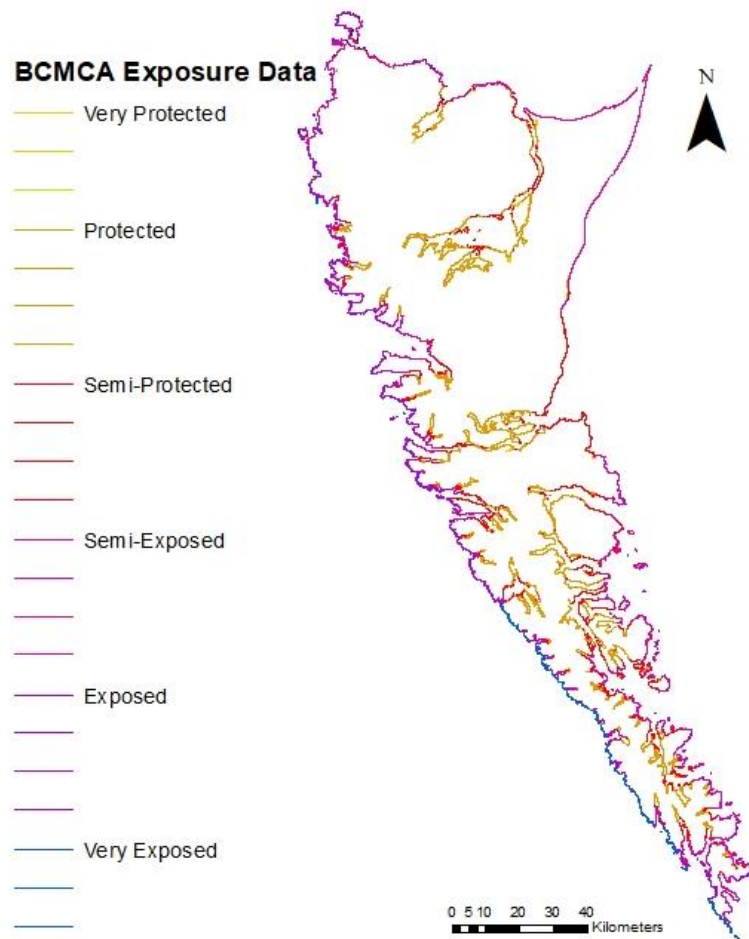 BCMCA Exposure Data
Very Protected
Protected
Semi-Protected
Semi-Exposed
Exposed
Very Exposed
N
0 5 10 20 30 40
Kilometers